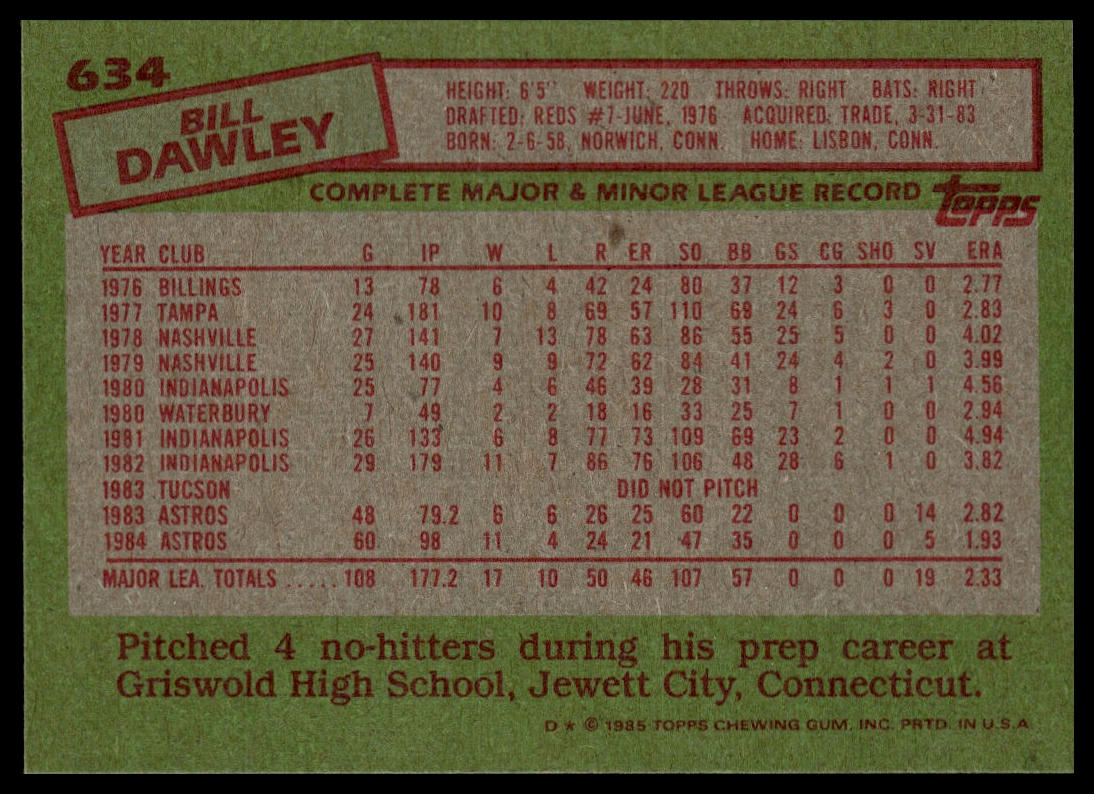 634
BILL
DAWLEY
HEIGHT: 6'5" WEIGHT: 220 THROWS: RIGHT BATS: RIGHT
DRAFTED: REDS #7-JUNE, 1976 ACQUIRED: TRADE, 3-31-83
BORN: 2-6-58, NORWICH, CONN. HOME: LISBON, CONN.
COMPLETE MAJOR & MINOR LEAGUE RECORD topps
YEAR CLUB G IP W L R ER SO BB GS CG SHO SV ERA
1976 BILLINGS 13 78 6 4 42 24 80 37 12 3 0 0 2.77
1977 TAMPA 24 181 10 8 69 57 110 69 24 6 3 0 2.83
1978 NASHVILLE 27 141 7 13 78 63 86 55 25 5 0 0 4.02
1979 NASHVILLE 25 140 9 9 72 62 84 41 24 4 2 0 3.99
1980 INDIANAPOLIS 25 77 4 6 46 39 28 31 8 1 1 1 4.56
1980 WATERBURY 7 49 2 2 18 16 33 25 7 1 0 0 2.94
1981 INDIANAPOLIS 26 133 6 8 77 73 109 69 23 2 0 0 4.94
1982 INDIANAPOLIS 29 179 11 7 86 76 106 48 28 6 1 0 3.82
1983 TUCSON DID NOT PITCH
1983 ASTROS 48 79.2 6 6 26 25 60 22 0 0 0 14 2.82
1984 ASTROS 60 98 11 4 24 21 47 35 0 0 0 5 1.93
MAJOR LEA. TOTALS ..... 108 177.2 17 10 50 46 107 57 0 0 0 19 2.33
Pitched 4 no-hitters during his prep career at
Griswold High School, Jewett City, Connecticut.
D * © 1985 TOPPS CHEWING GUM, INC. PRTD. IN U.S.A